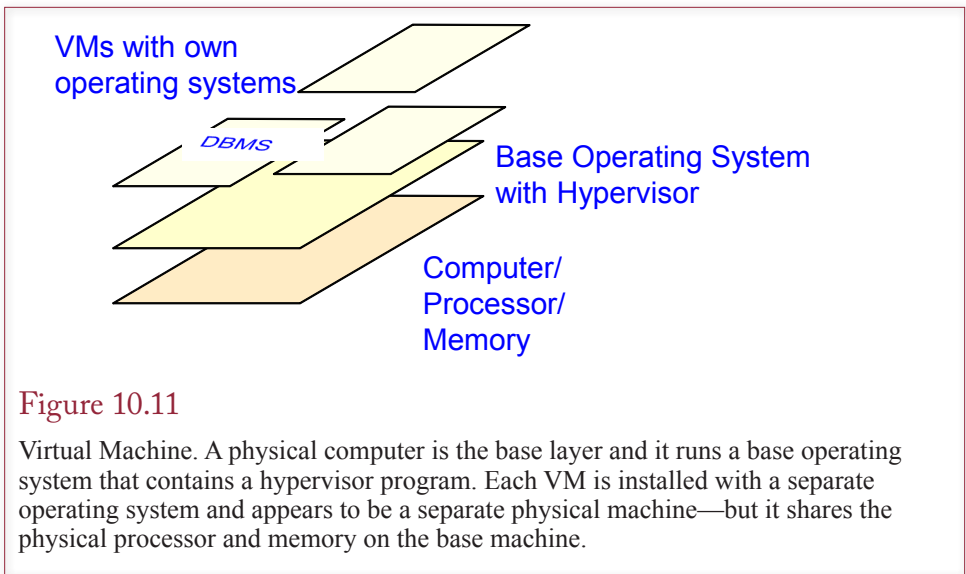 VMs with own
operating systems
DBMS
Base Operating System
with Hypervisor
Computer/
Processor/
Memory
Figure 10.11
Virtual Machine. A physical computer is the base layer and it runs a base operating
system that contains a hypervisor program. Each VM is installed with a separate
operating system and appears to be a separate physical machine—but it shares the
physical processor and memory on the base machine.